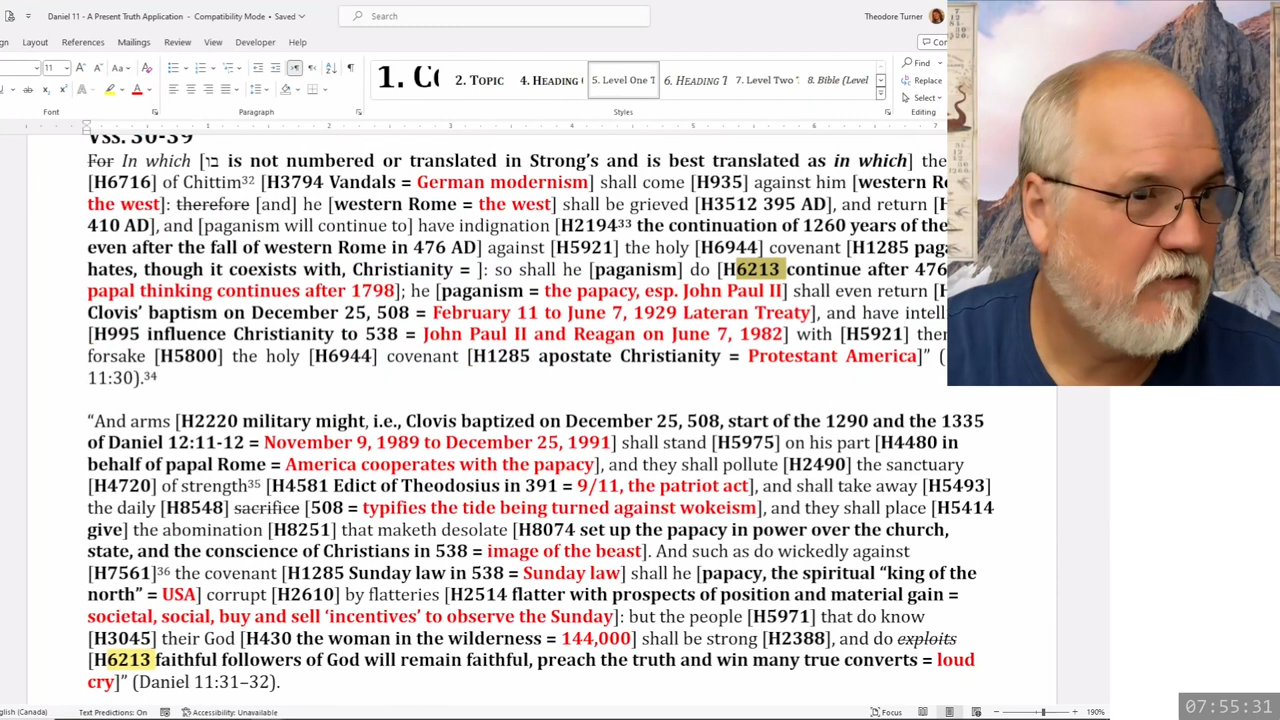 Daniel 11 - A Present Truth Application - Compatibility Mode • Saved
Search
Theodore Turner
Layout References Mailings Review View Developer Help
11
1. 2. TOPIC 4. HEADING 5. Level One 6. HEADING 7. Level Two 8. Bible (Level
Find
Replace
Select
Font Paragraph Styles Editing
1 2 3 4 5 6 7
Vss. 30-39
For In which [בו is not numbered or translated in Strong's and is best translated as in which] the
[H6716] of Chittim32 [H3794 Vandals = German modernism] shall come [H935] against him [western
the west]: therefore [and] he [western Rome = the west] shall be grieved [H3512 395 AD], and return
410 AD], and [paganism will continue to] have indignation [H219433 the continuation of 1260 years of the
even after the fall of western Rome in 476 AD] against [H5921] the holy [H6944] covenant [H1285
hates, though it coexists with, Christianity = ]: so shall he [paganism] do [H6213 continue after 476
papal thinking continues after 1798]; he [paganism = the papacy, esp. John Paul II] shall even return
Clovis' baptism on December 25, 508 = February 11 to June 7, 1929 Lateran Treaty], and have
[H995 influence Christianity to 538 = John Paul II and Reagan on June 7, 1982] with [H5921]
forsake [H5800] the holy [H6944] covenant [H1285 apostate Christianity = Protestant America]” (
11:30).34
“And arms [H2220 military might, i.e., Clovis baptized on December 25, 508, start of the 1290 and the 1335
of Daniel 12:11-12 = November 9, 1989 to December 25, 1991] shall stand [H5975] on his part [H4480 in
behalf of papal Rome = America cooperates with the papacy], and they shall pollute [H2490] the sanctuary
[H4720] of strength35 [H4581 Edict of Theodosius in 391 = 9/11, the patriot act], and shall take away [H5493]
the daily [H8548] sacrifice [508 = typifies the tide being turned against wokeism], and they shall place [H5414
give] the abomination [H8251] that maketh desolate [H8074 set up the papacy in power over the church,
state, and the conscience of Christians in 538 = image of the beast]. And such as do wickedly against
[H7561]36 the covenant [H1285 Sunday law in 538 = Sunday law] shall he [papacy, the spiritual “king of the
north” = USA] corrupt [H2610] by flatteries [H2514 flatter with prospects of position and material gain =
societal, social, buy and sell ‘incentives’ to observe the Sunday]: but the people [H5971] that do know
[H3045] their God [H430 the woman in the wilderness = 144,000] shall be strong [H2388], and do exploits
[H6213 faithful followers of God will remain faithful, preach the truth and win many true converts = loud
cry]” (Daniel 11:31–32).
English (Canada) Text Predictions: On Accessibility: Unavailable Focus 190%
07:55:31